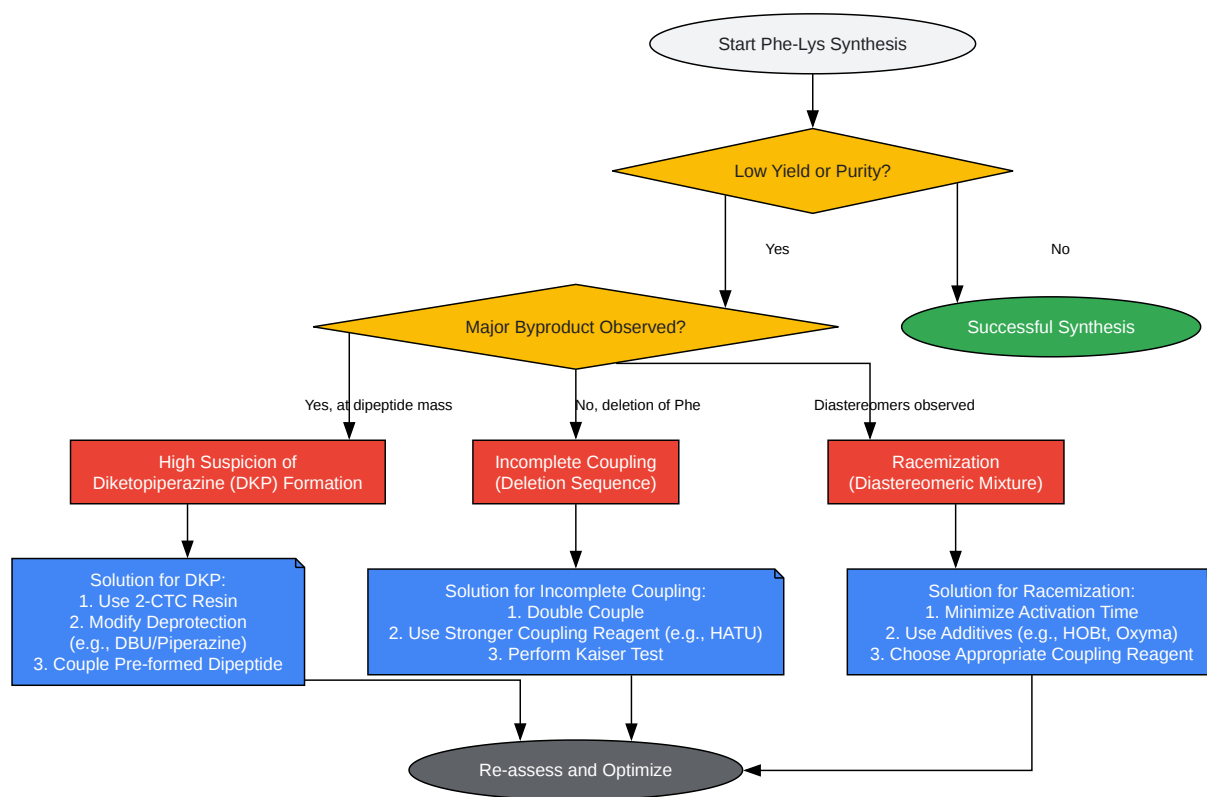 Start Phe-Lys Synthesis
Low Yield or Purity?
Yes
No
Major Byproduct Observed?
Successful Synthesis
Yes, at dipeptide mass
No, deletion of Phe
Diastereomers observed
High Suspicion of
Diketopiperazine (DKP) Formation
Incomplete Coupling
(Deletion Sequence)
Racemization
(Diastereomeric Mixture)
Solution for DKP:
1. Use 2-CTC Resin
2. Modify Deprotection
(e.g., DBU/Piperazine)
3. Couple Pre-formed Dipeptide
Solution for Incomplete Coupling:
1. Double Couple
2. Use Stronger Coupling Reagent (e.g., HATU)
3. Perform Kaiser Test
Solution for Racemization:
1. Minimize Activation Time
2. Use Additives (e.g., HOBt, Oxyma)
3. Choose Appropriate Coupling Reagent
Re-assess and Optimize